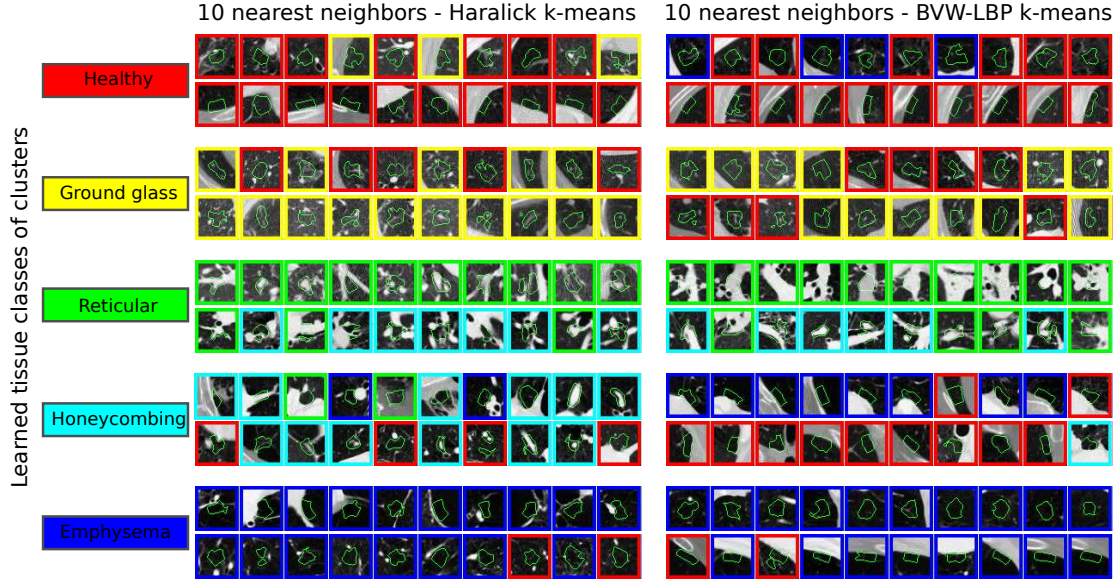 10 nearest neighbors - Haralick k-means
10 nearest neighbors - BVW-LBP k-means
Learned tissue classes of clusters
Healthy
Ground glass
Reticular
Honeycombing
Emphysema